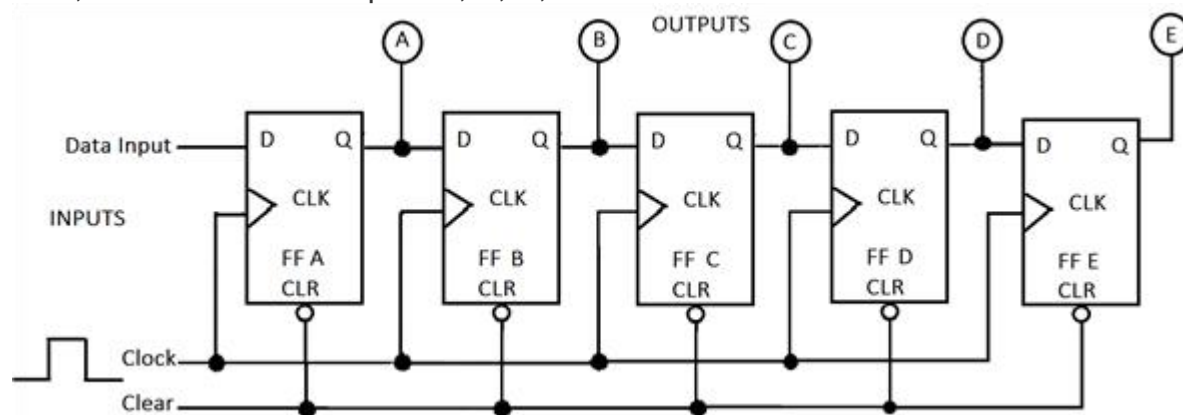 OUTPUTS
A B C D E
Data Input D Q D Q D Q D Q D Q
CLK CLK CLK CLK CLK
INPUTS
FF A FF B FF C FF D FF E
CLR CLR CLR CLR CLR
Clock
Clear